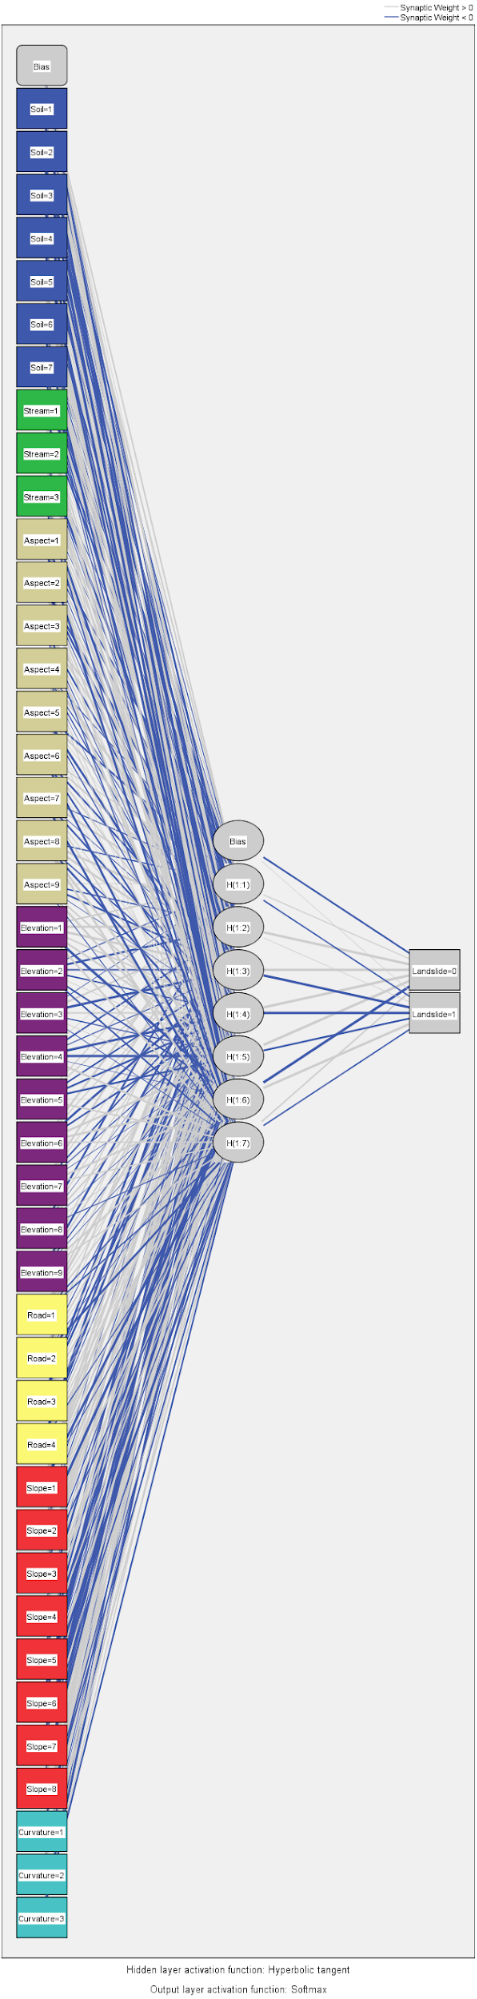 Synaptic Weight > 0
Synaptic Weight < 0
Bias
Soil=1
Soil=2
Soil=3
Soil=4
Soil=5
Soil=6
Soil=7
Stream=1
Stream=2
Stream=3
Aspect=1
Aspect=2
Aspect=3
Aspect=4
Aspect=5
Aspect=6
Aspect=7
Aspect=8
Aspect=9
Elevation=1
Elevation=2
Elevation=3
Elevation=4
Elevation=5
Elevation=6
Elevation=7
Elevation=8
Elevation=9
Road=1
Road=2
Road=3
Road=4
Slope=1
Slope=2
Slope=3
Slope=4
Slope=5
Slope=6
Slope=7
Slope=8
Curvature=1
Curvature=2
Curvature=3
Bias
H(1:1)
H(1:2)
H(1:3)
H(1:4)
H(1:5)
H(1:6)
H(1:7)
Landslide=0
Landslide=1
Hidden layer activation function: Hyperbolic tangent
Output layer activation function: Softmax